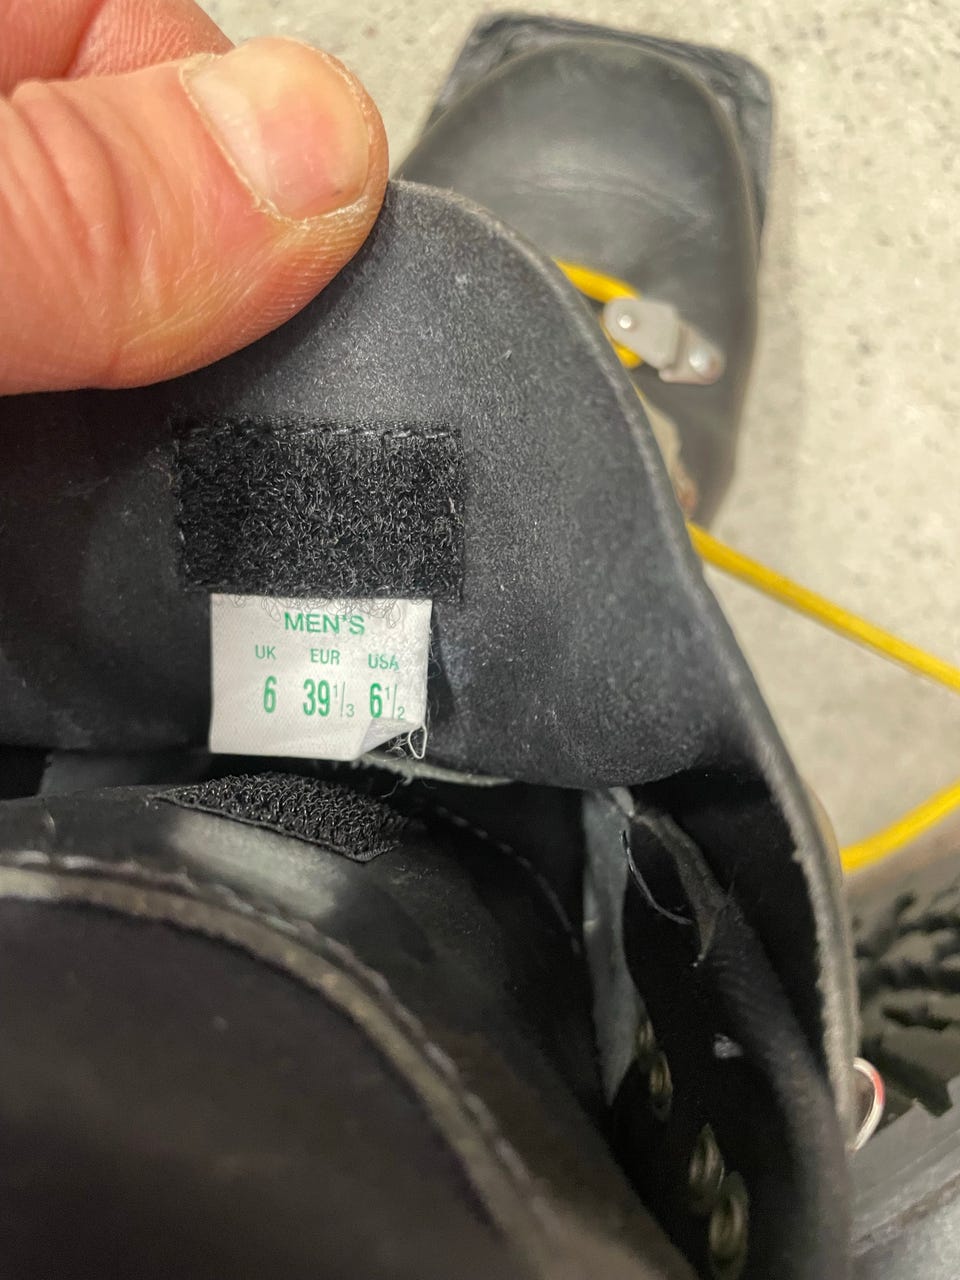 MEN'S
UK EUR USA
6 39 1/3 6 1/2